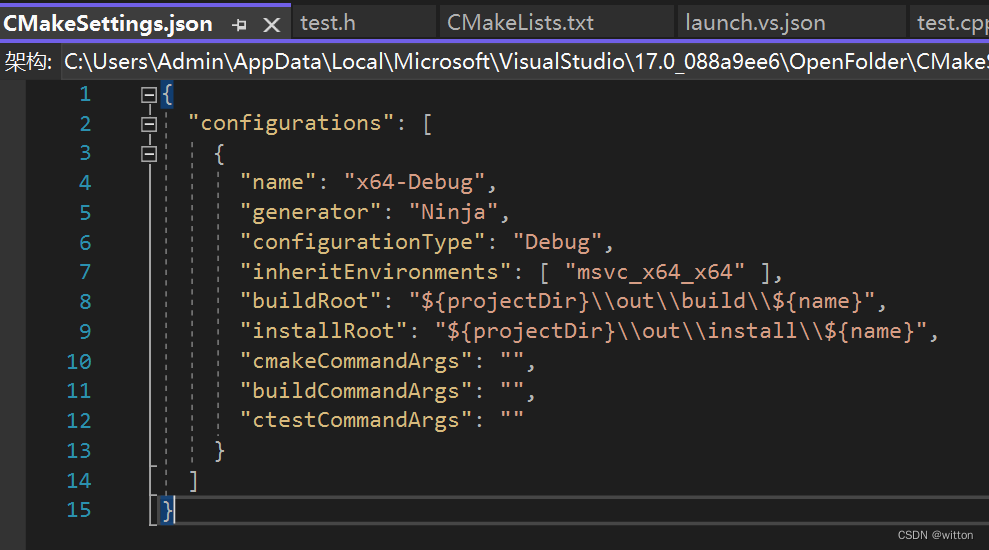 CMakeSettings.json test.h CMakeLists.txt launch.vs.json test.cpp
架构: C:\Users\Admin\AppData\Local\Microsoft\VisualStudio\17.0_088a9ee6\OpenFolder\CMakeS
1 {
2 "configurations": [
3 {
4 "name": "x64-Debug",
5 "generator": "Ninja",
6 "configurationType": "Debug",
7 "inheritEnvironments": [ "msvc_x64_x64" ],
8 "buildRoot": "${projectDir}\\out\\build\\${name}",
9 "installRoot": "${projectDir}\\out\\install\\${name}",
10 "cmakeCommandArgs": "",
11 "buildCommandArgs": "",
12 "ctestCommandArgs": ""
13 }
14 ]
15 }
CSDN @witton